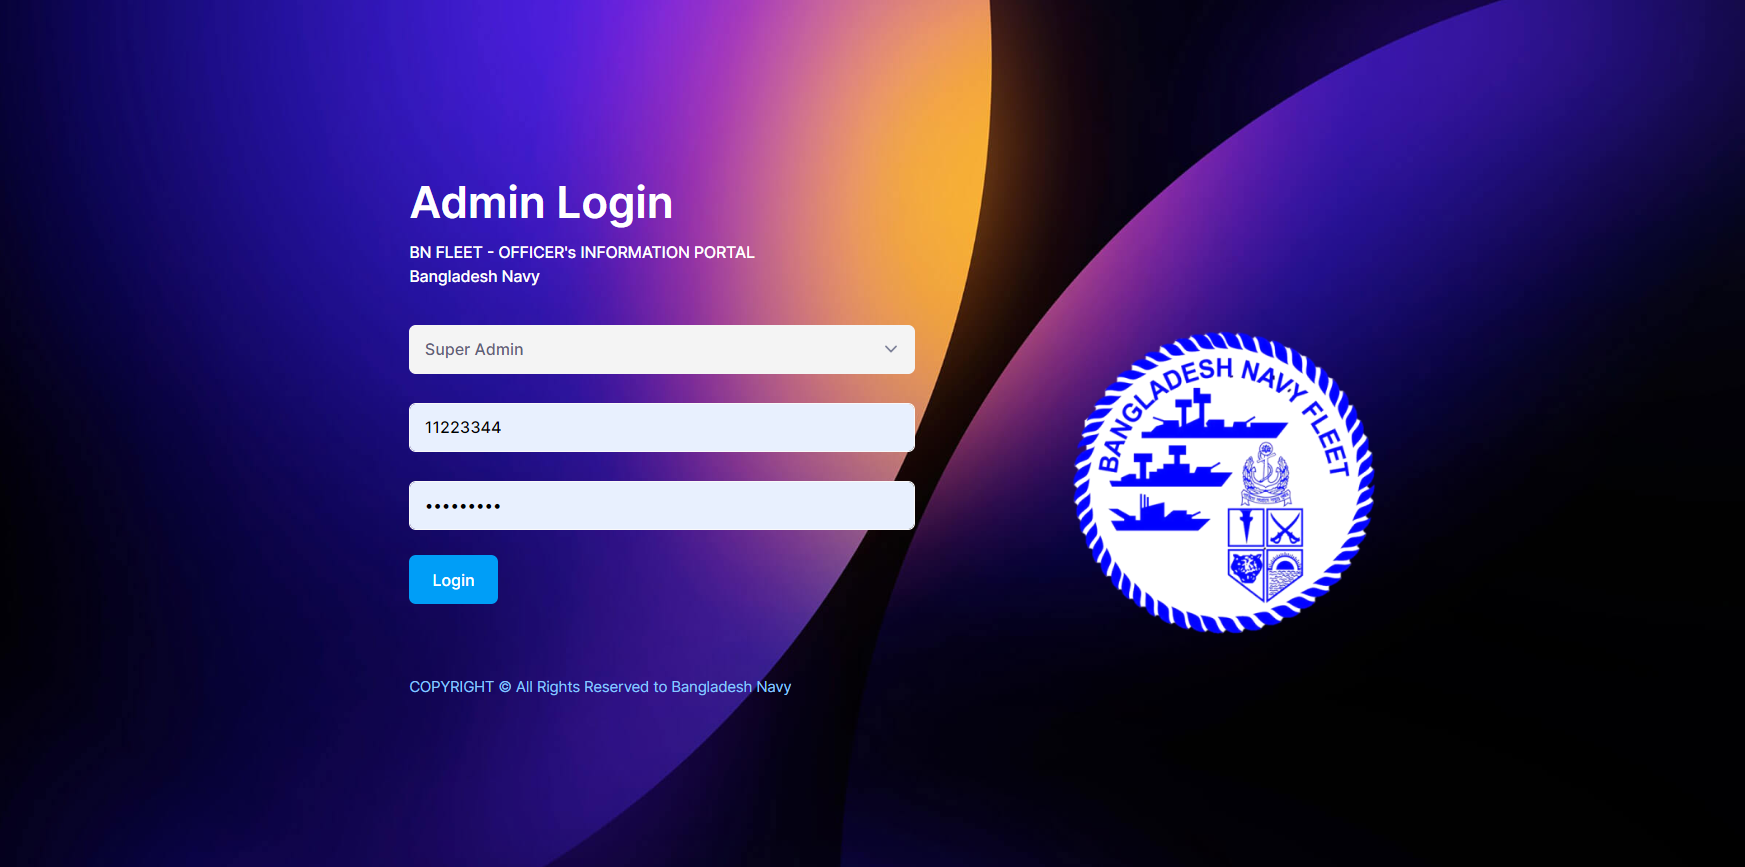 Admin Login
BN FLEET - OFFICER's INFORMATION PORTAL
Bangladesh Navy
Super Admin
11223344
•••••••••
Login
COPYRIGHT © All Rights Reserved to Bangladesh Navy
BANGLADESH NAVY FLEET